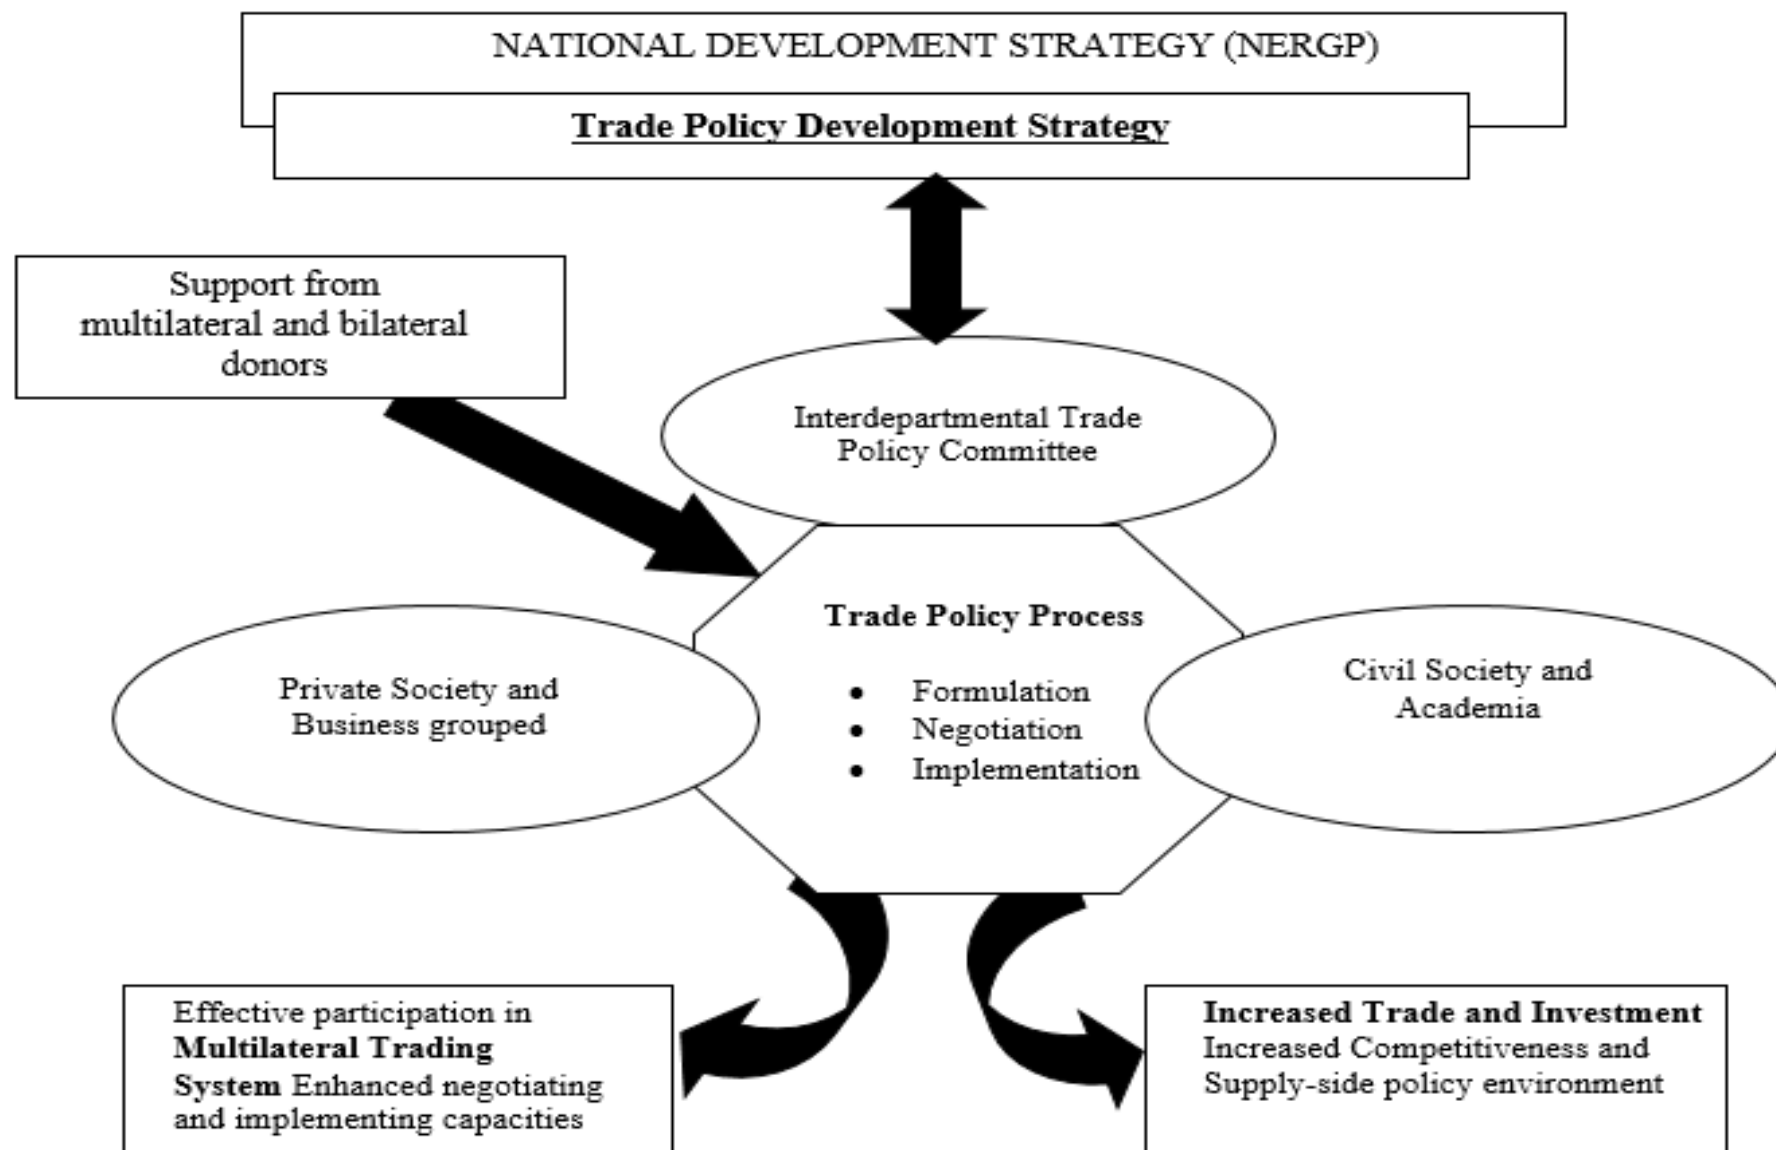 NATIONAL DEVELOPMENT STRATEGY (NERGP)
Trade Policy Development Strategy
Support from
multilateral and bilateral
donors
Interdepartmental Trade
Policy Committee
Trade Policy Process
• Formulation
• Negotiation
• Implementation
Private Society and
Business grouped
Civil Society and
Academia
Effective participation in
Multilateral Trading
System Enhanced negotiating
and implementing capacities
Increased Trade and Investment
Increased Competitiveness and
Supply-side policy environment